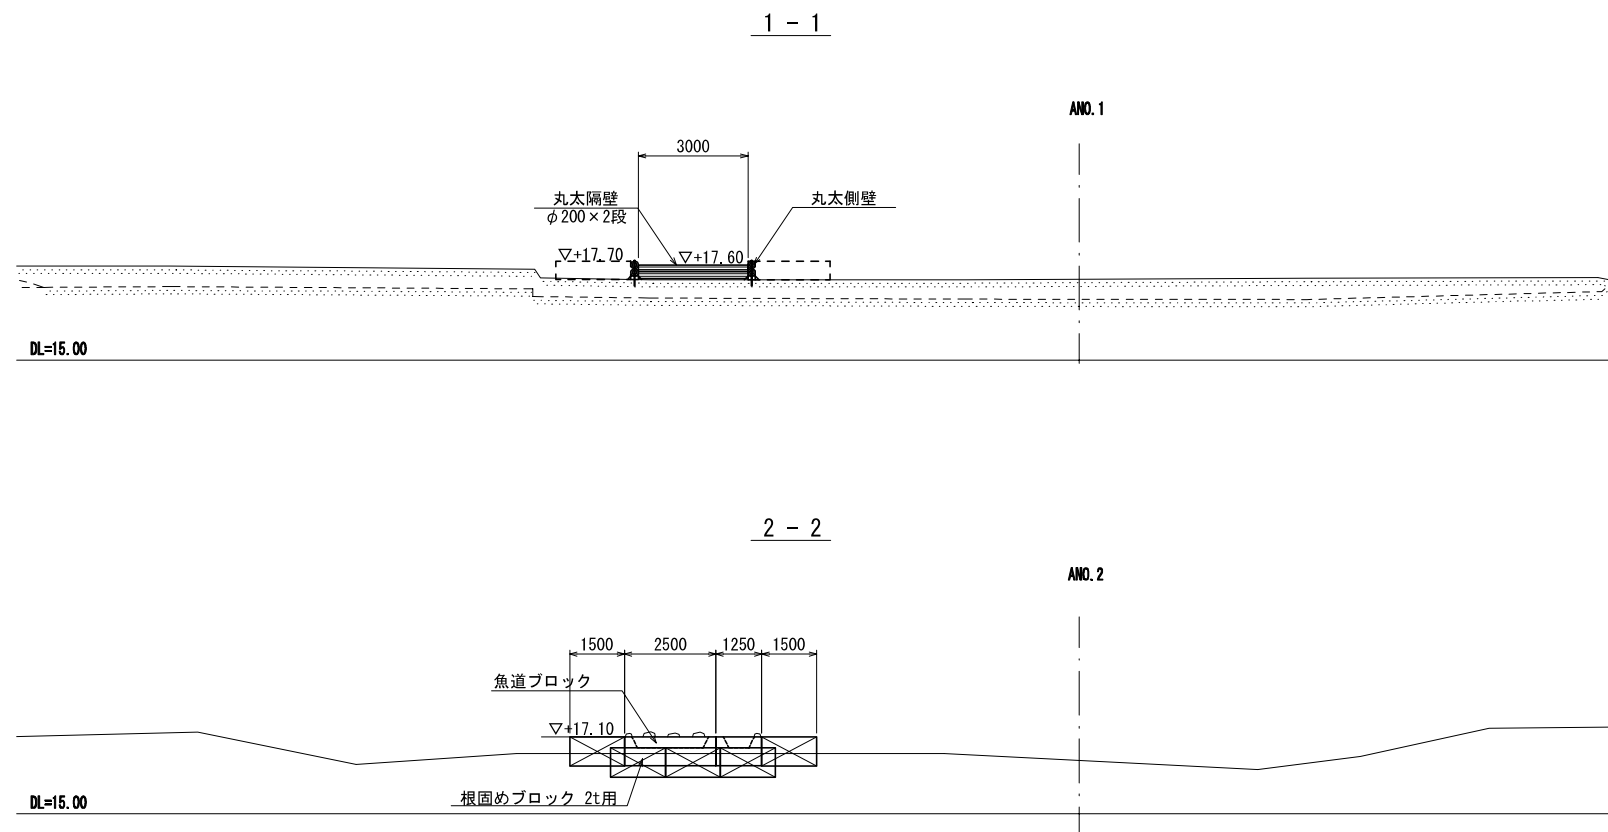 1 - 1
ANO.1
3000
丸太隔壁
φ200×2段
丸太側壁
▽+17.70
▽+17.60
DL=15.00
2 - 2
ANO.2
1500
2500
1250
1500
魚道ブロック
▽+17.10
根固めブロック 2t用
DL=15.00